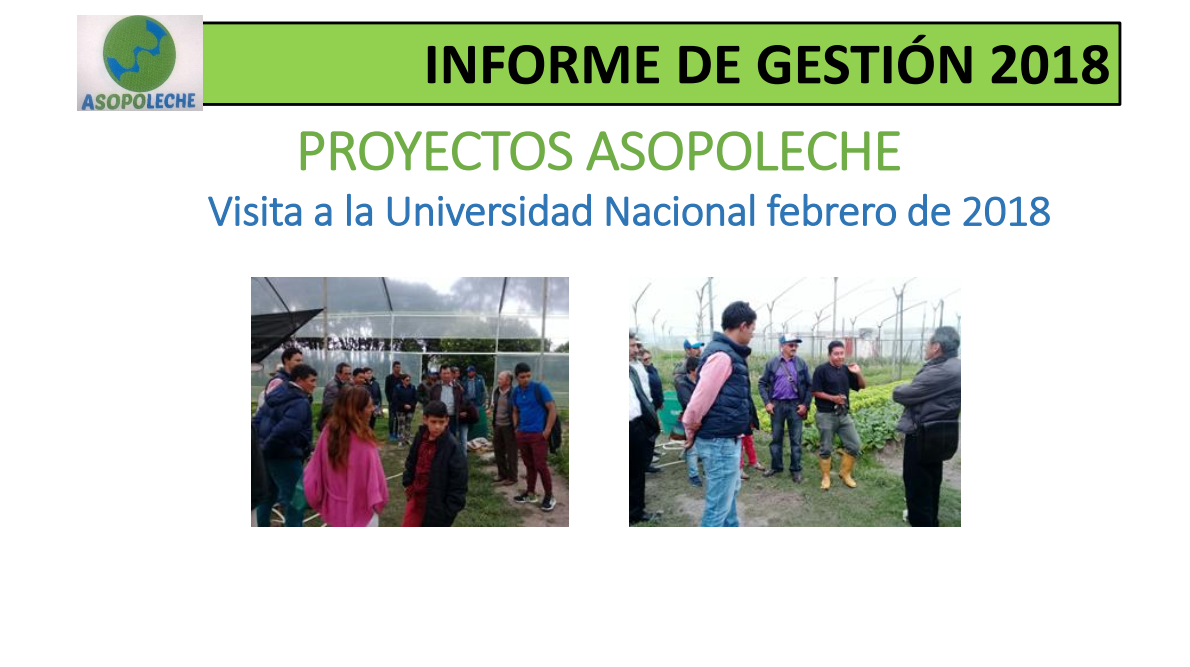 INFORME DE GESTIÓN 2018
ASOPOLECHE
PROYECTOS ASOPOLECHE
Visita a la Universidad Nacional febrero de 2018